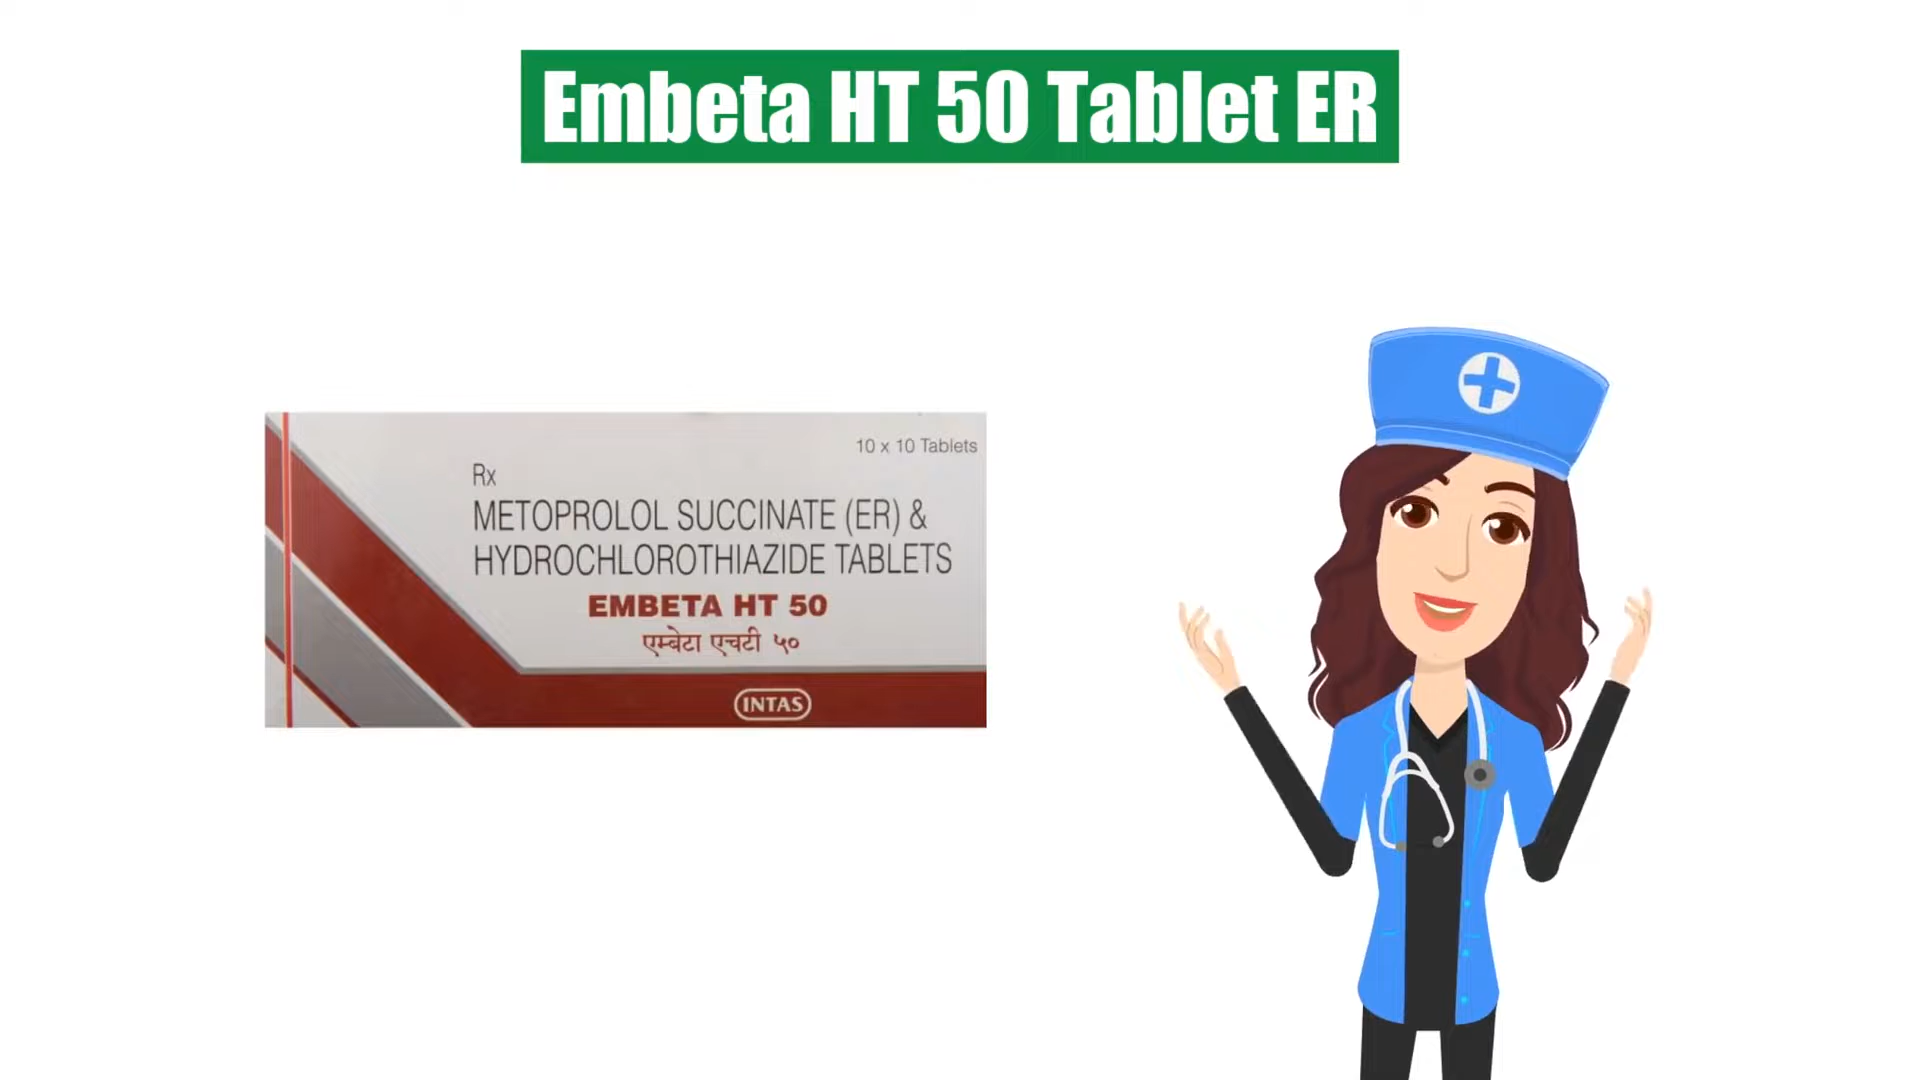 Embeta HT 50 Tablet ER
10 x 10 Tablets
Rx
METOPROLOL SUCCINATE (ER) &
HYDROCHLOROTHIAZIDE TABLETS
EMBETA HT 50
एम्बेटा एचटी ५०
INTAS